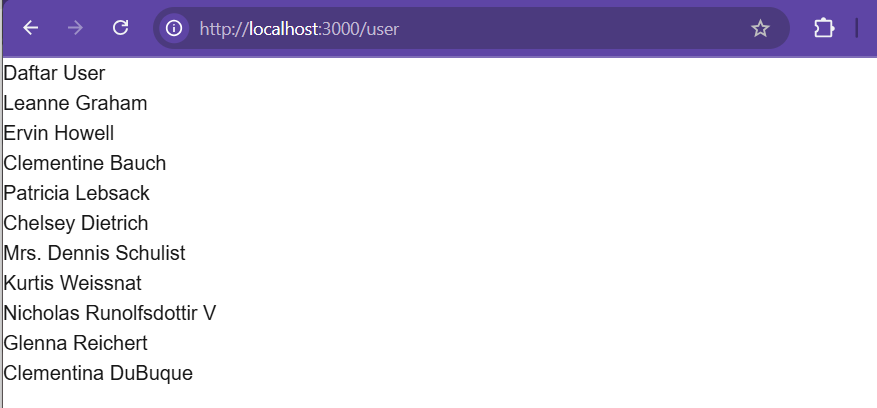 http://localhost:3000/user
Daftar User
Leanne Graham
Ervin Howell
Clementine Bauch
Patricia Lebsack
Chelsey Dietrich
Mrs. Dennis Schulist
Kurtis Weissnat
Nicholas Runolfsdottir V
Glenna Reichert
Clementina DuBuque